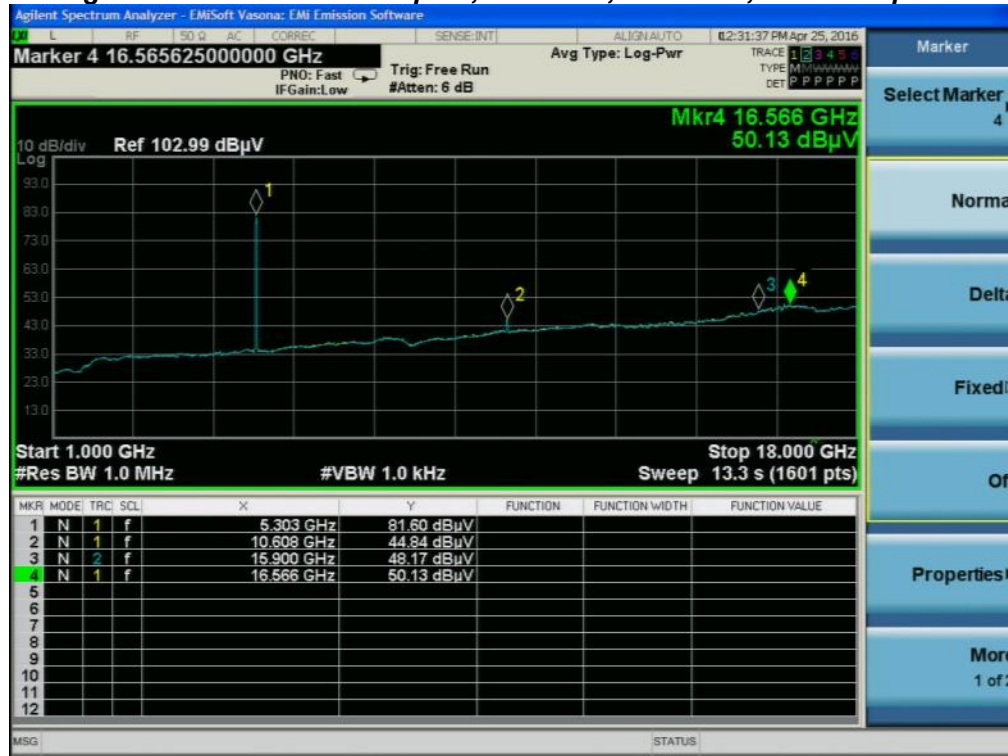 Agilent Spectrum Analyzer - EMiSoft Vasona: EMi Emission Software
L RF 50 Ω AC CORREC SENSE:INT ALIGNAUTO 02:31:37 PM Apr 25, 2016
Marker 4 16.565625000000 GHz
PNO: Fast
IFGain:Low
Trig: Free Run
#Atten: 6 dB
Avg Type: Log-Pwr
TRACE 1 2 3 4 5 6
TYPE M M W W W W
DET P P P P P P
Mkr4 16.566 GHz
50.13 dBµV
10 dB/div Ref 102.99 dBµV
Log
93.0
83.0
73.0
63.0
53.0
43.0
33.0
23.0
13.0
1
2
3
4
Start 1.000 GHz Stop 18.000 GHz
#Res BW 1.0 MHz #VBW 1.0 kHz Sweep 13.3 s (1601 pts)
MKR MODE TRC SCL X Y FUNCTION FUNCTION WIDTH FUNCTION VALUE
1 N 1 f 5.303 GHz 81.60 dBµV
2 N 1 f 10.608 GHz 44.84 dBµV
3 N 2 f 15.900 GHz 48.17 dBµV
4 N 1 f 16.566 GHz 50.13 dBµV
5
6
7
8
9
10
11
12
MSG STATUS
Marker
Select Marker
4
Norma
Delta
Fixed
Of
Properties
More
1 of 2